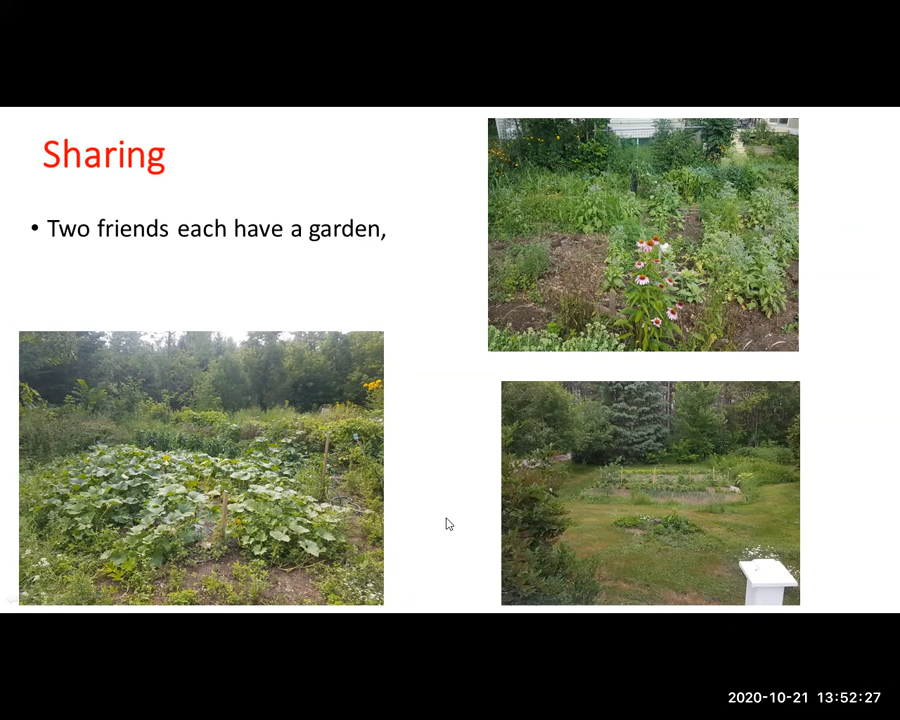 Sharing
• Two friends each have a garden,
2020-10-21 13:52:27